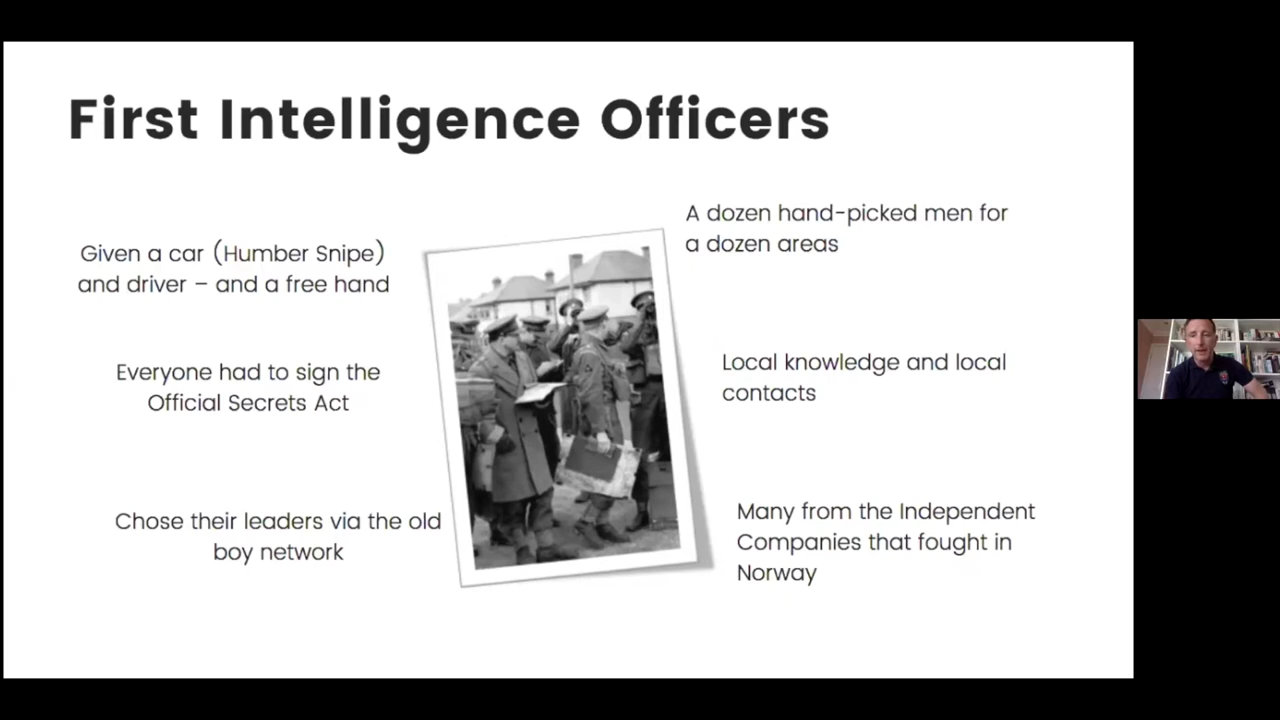 First Intelligence Officers
Given a car (Humber Snipe)
and driver – and a free hand
Everyone had to sign the
Official Secrets Act
Chose their leaders via the old
boy network
A dozen hand-picked men for
a dozen areas
Local knowledge and local
contacts
Many from the Independent
Companies that fought in
Norway